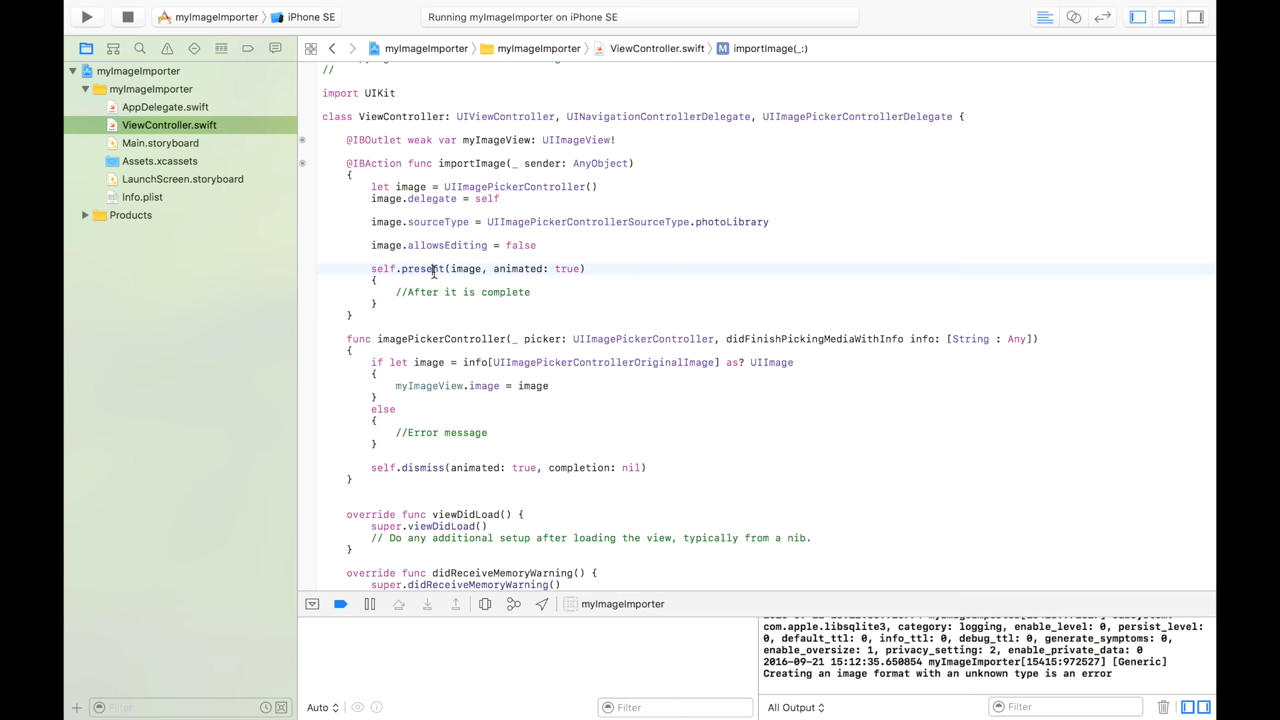 myImageImporter
iPhone SE
Running myImageImporter on iPhone SE
myImageImporter
myImageImporter
ViewController.swift
importImage(_:)
myImageImporter
myImageImporter
AppDelegate.swift
ViewController.swift
Main.storyboard
Assets.xcassets
LaunchScreen.storyboard
Info.plist
Products
//
import UIKit
class ViewController: UIViewController, UINavigationControllerDelegate, UIImagePickerControllerDelegate {
@IBOutlet weak var myImageView: UIImageView!
@IBAction func importImage(_ sender: AnyObject)
{
let image = UIImagePickerController()
image.delegate = self
image.sourceType = UIImagePickerControllerSourceType.photoLibrary
image.allowsEditing = false
self.present(image, animated: true)
{
//After it is complete
}
}
func imagePickerController(_ picker: UIImagePickerController, didFinishPickingMediaWithInfo info: [String : Any])
{
if let image = info[UIImagePickerControllerOriginalImage] as? UIImage
{
myImageView.image = image
}
else
{
//Error message
}
self.dismiss(animated: true, completion: nil)
}
override func viewDidLoad() {
super.viewDidLoad()
// Do any additional setup after loading the view, typically from a nib.
}
override func didReceiveMemoryWarning() {
super.didReceiveMemoryWarning()
myImageImporter
com.apple.libsqlite3, category: logging, enable_level: 0, persist_level:
0, default_ttl: 0, info_ttl: 0, debug_ttl: 0, generate_symptoms: 0,
enable_oversize: 1, privacy_setting: 2, enable_private_data: 0
2016-09-21 15:12:35.650854 myImageImporter[15415:972527] [Generic]
Creating an image format with an unknown type is an error
Filter
Auto
Filter
All Output
Filter